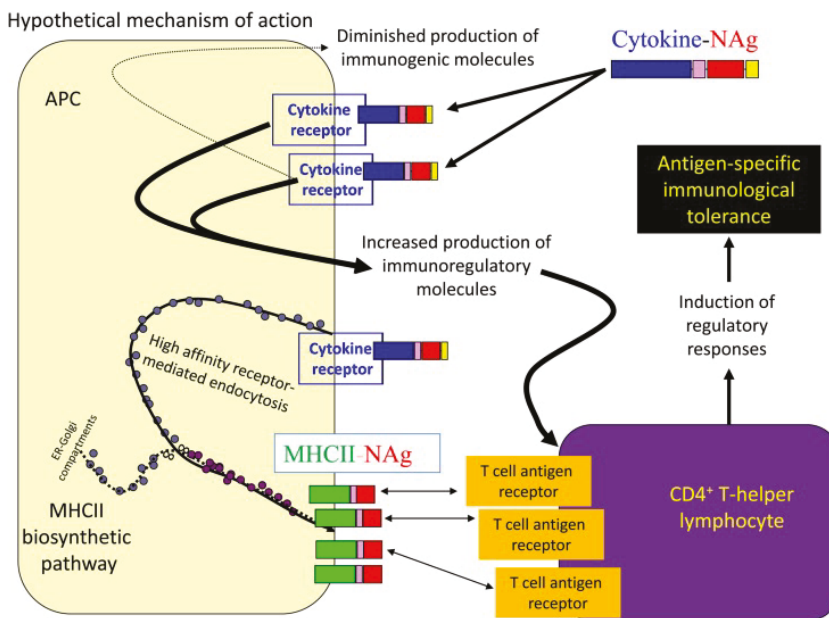 Hypothetical mechanism of action
APC
Diminished production of
immunogenic molecules
Cytokine-NAg
Cytokine
receptor
Cytokine
receptor
Antigen-specific
immunological
tolerance
Increased production of
immunoregulatory
molecules
Induction of
regulatory
responses
Cytokine
receptor
High affinity receptor-
mediated endocytosis
ER-Golgi
compartments
MHCII
biosynthetic
pathway
MHCII-NAg
T cell antigen
receptor
T cell antigen
receptor
T cell antigen
receptor
CD4⁺ T-helper
lymphocyte